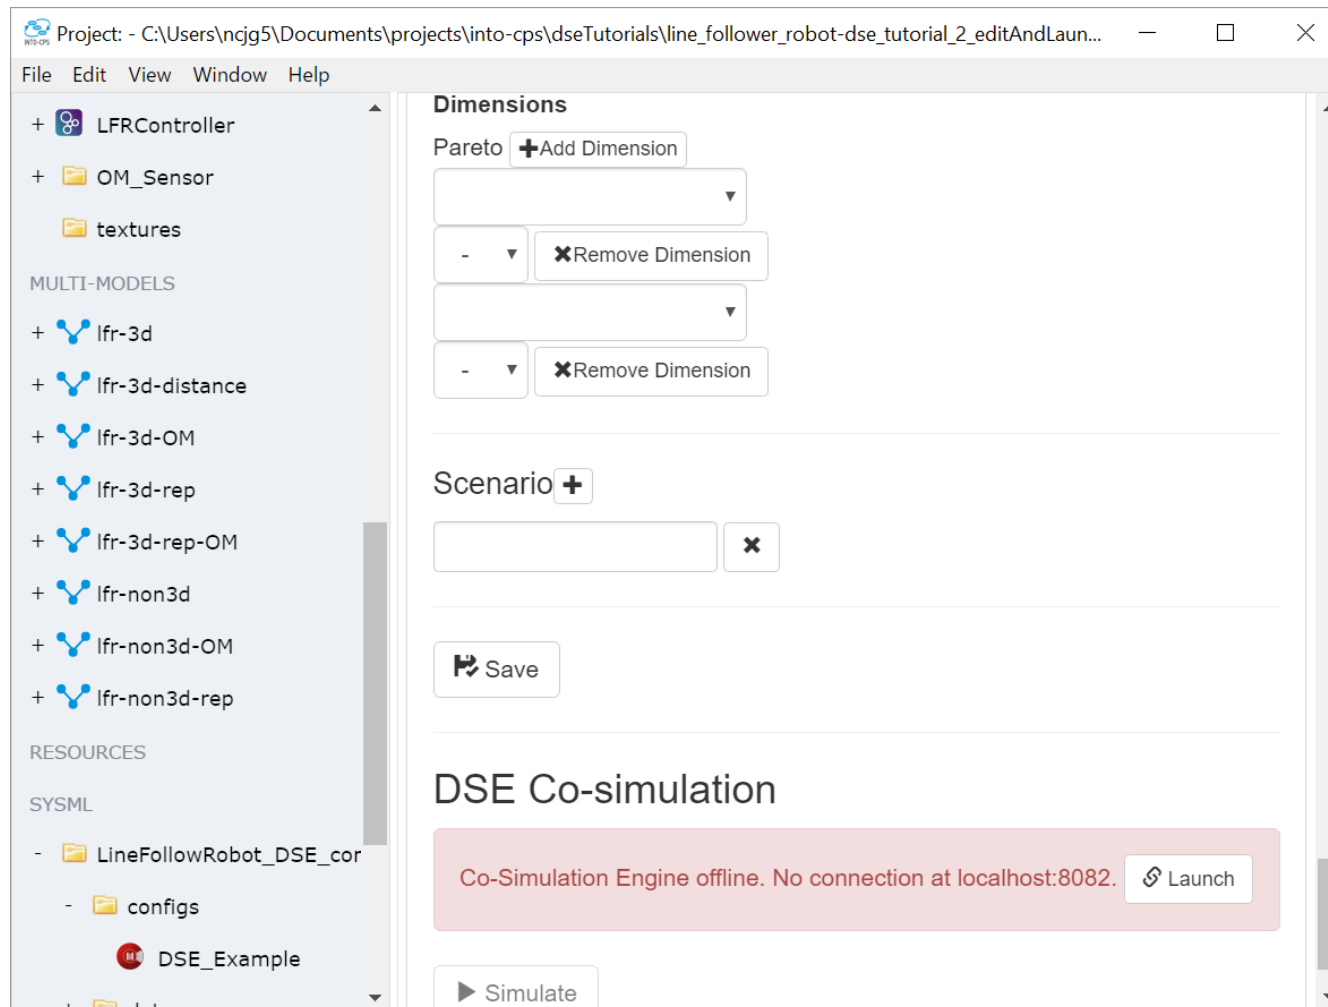 Project: - C:\Users\ncjg5\Documents\projects\into-cps\dseTutorials\line_follower_robot-dse_tutorial_2_editAndLaun...
File Edit View Window Help
+ LFRController
+ OM_Sensor
textures
MULTI-MODELS
+ lfr-3d
+ lfr-3d-distance
+ lfr-3d-OM
+ lfr-3d-rep
+ lfr-3d-rep-OM
+ lfr-non3d
+ lfr-non3d-OM
+ lfr-non3d-rep
RESOURCES
SYSML
- LineFollowRobot_DSE_cor
- configs
DSE_Example
Dimensions
Pareto +Add Dimension
- Remove Dimension
- Remove Dimension
Scenario +
Save
DSE Co-simulation
Co-Simulation Engine offline. No connection at localhost:8082. Launch
Simulate